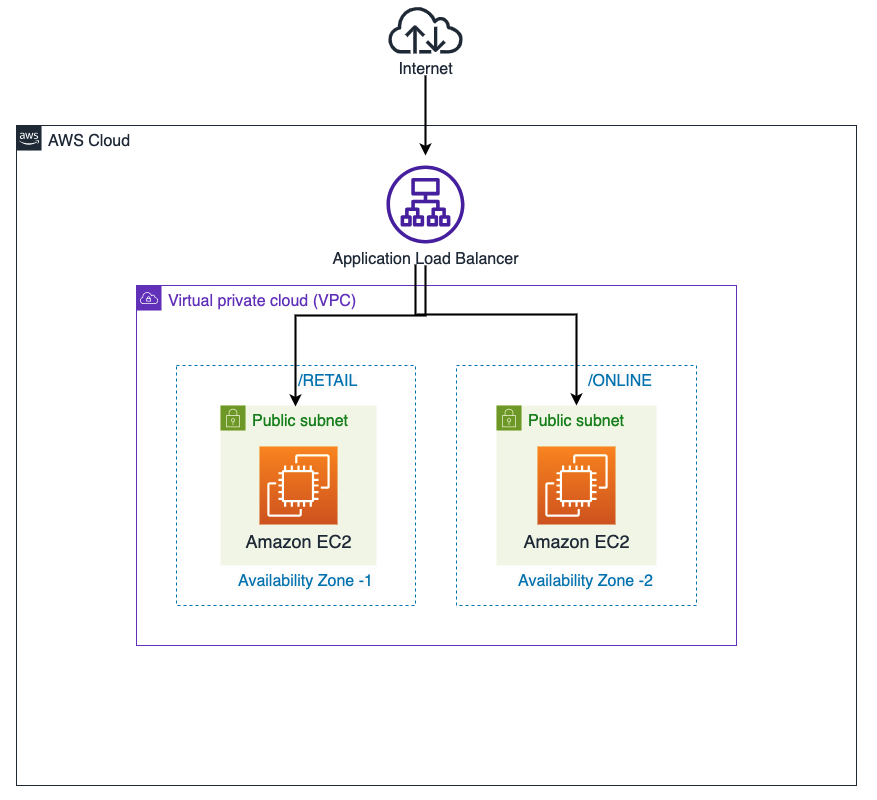 Internet
aws
AWS Cloud
Application Load Balancer
Virtual private cloud (VPC)
/RETAIL
/ONLINE
Public subnet
Public subnet
Amazon EC2
Amazon EC2
Availability Zone -1
Availability Zone -2